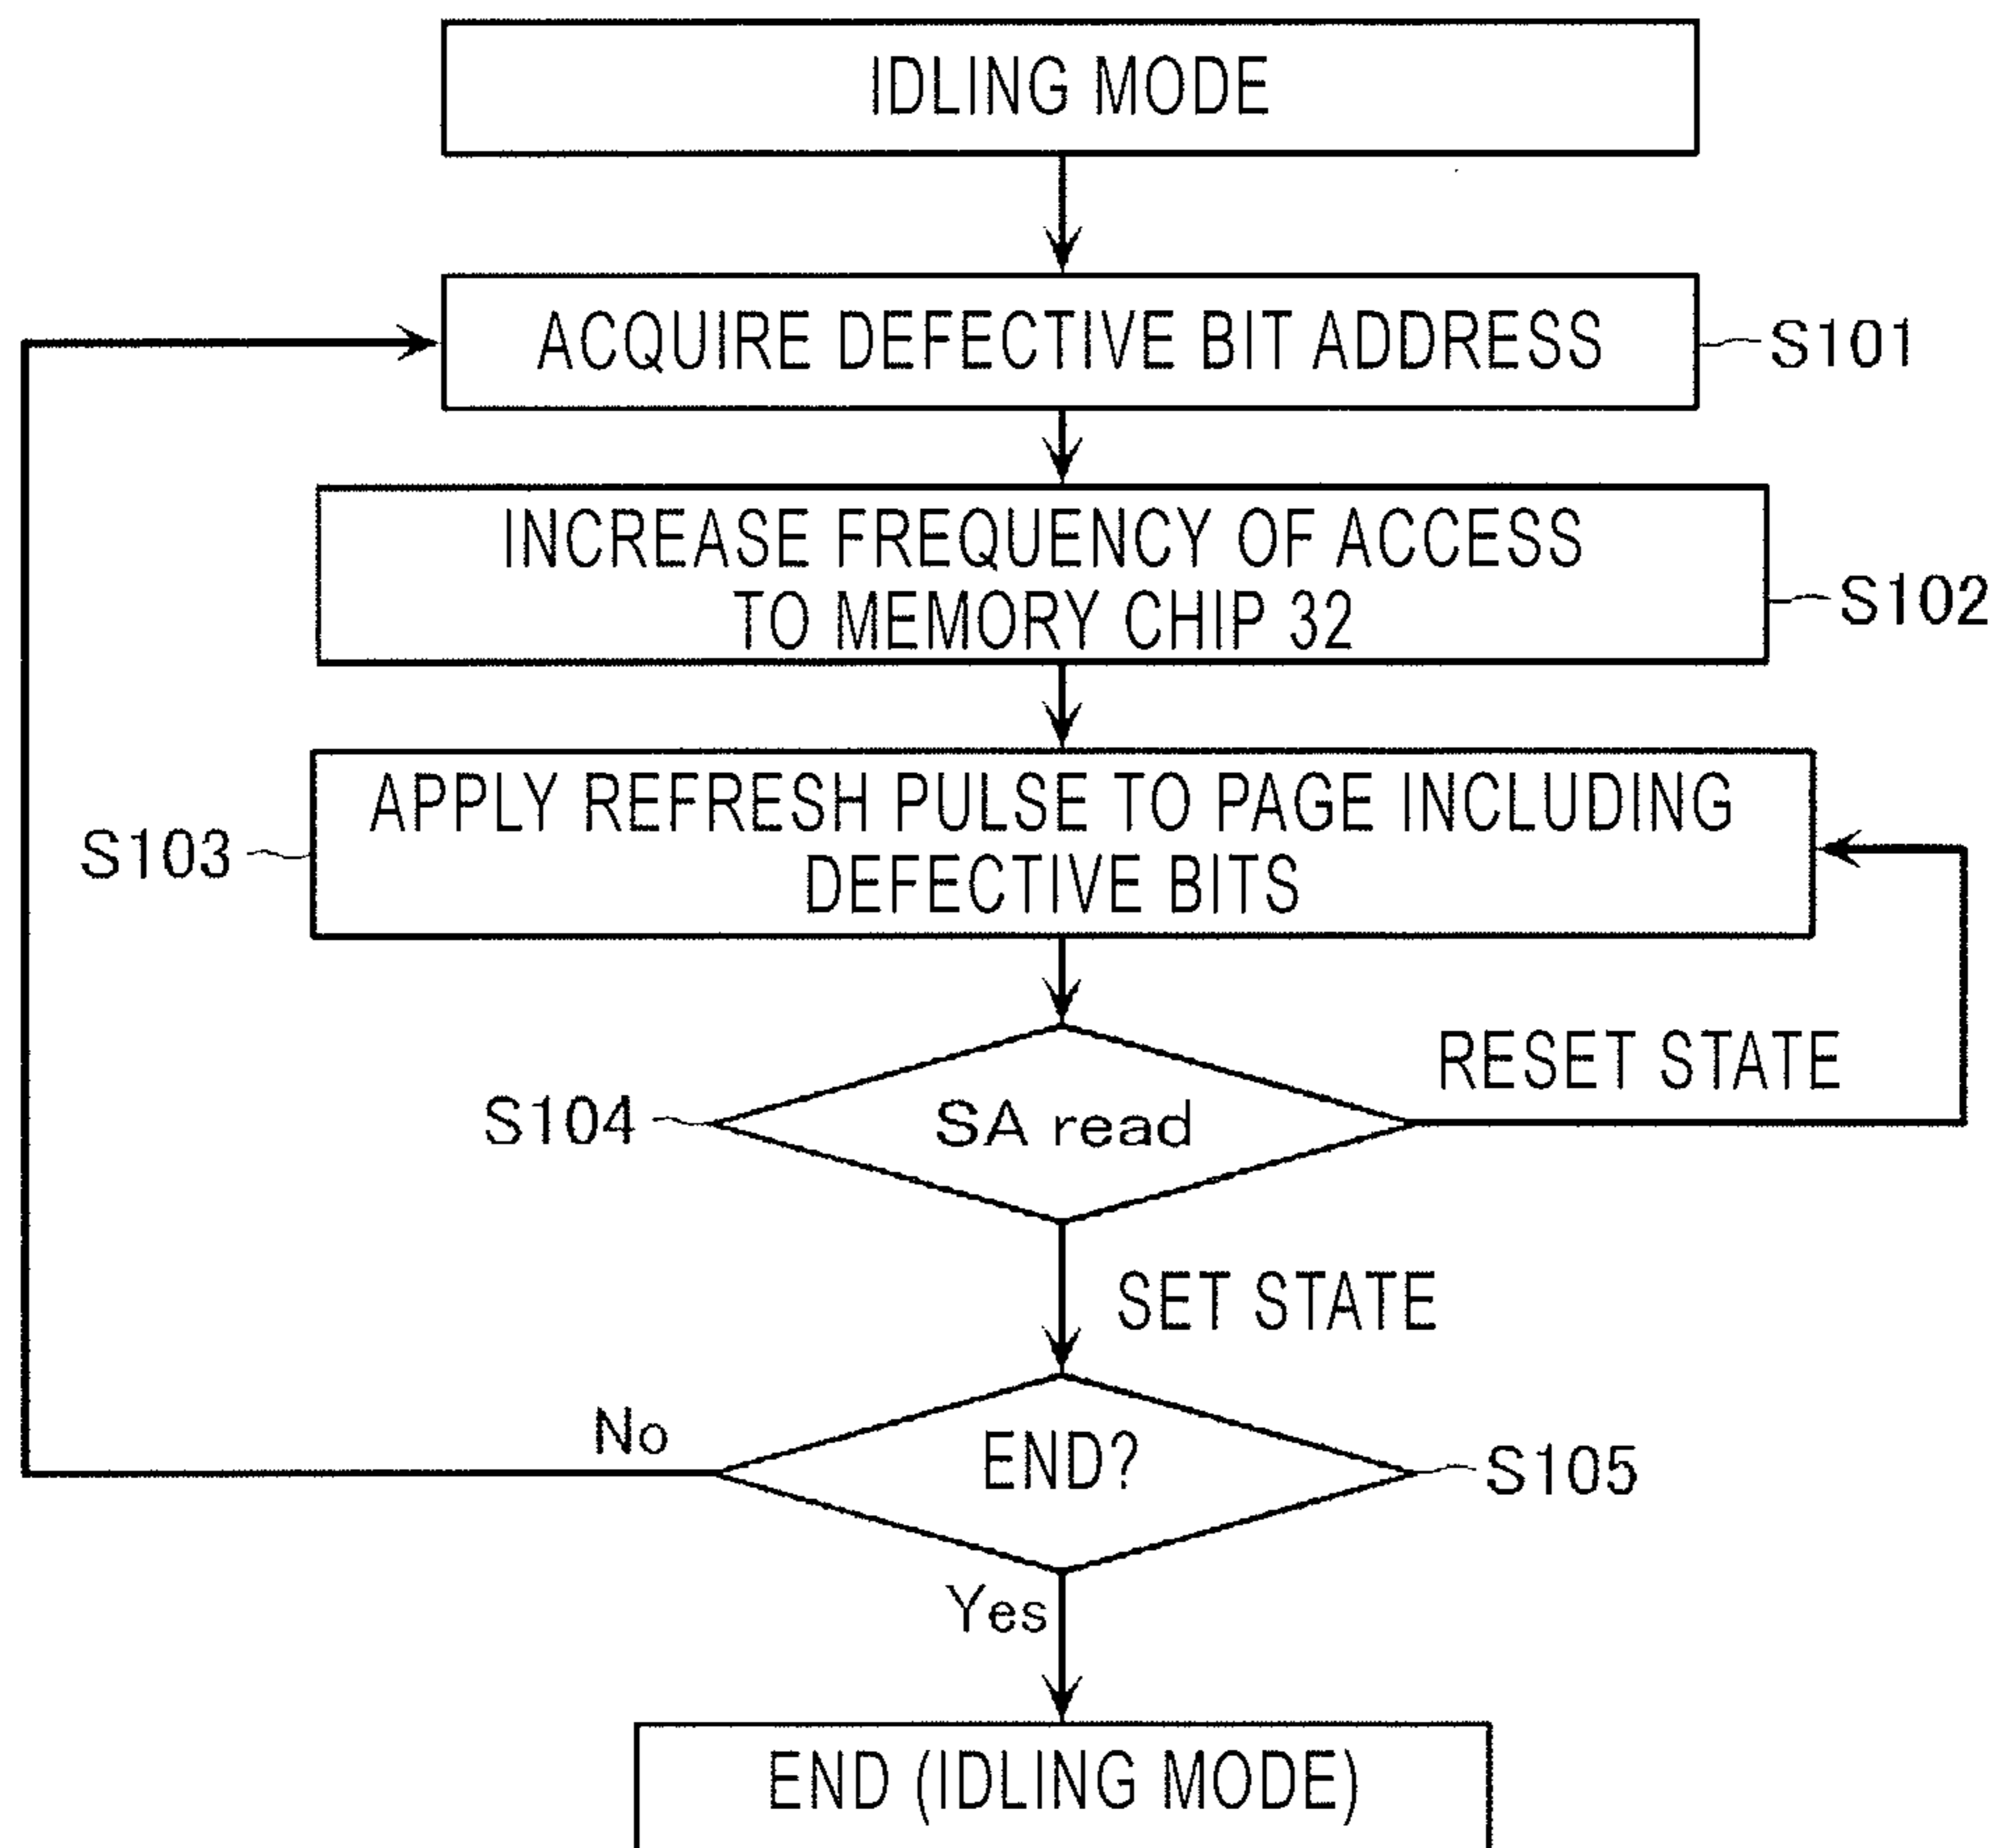 IDLING MODE
ACQUIRE DEFECTIVE BIT ADDRESS
S101
INCREASE FREQUENCY OF ACCESS
TO MEMORY CHIP 32
S102
APPLY REFRESH PULSE TO PAGE INCLUDING
DEFECTIVE BITS
S103
RESET STATE
S104
SA read
SET STATE
No
END?
S105
Yes
END (IDLING MODE)